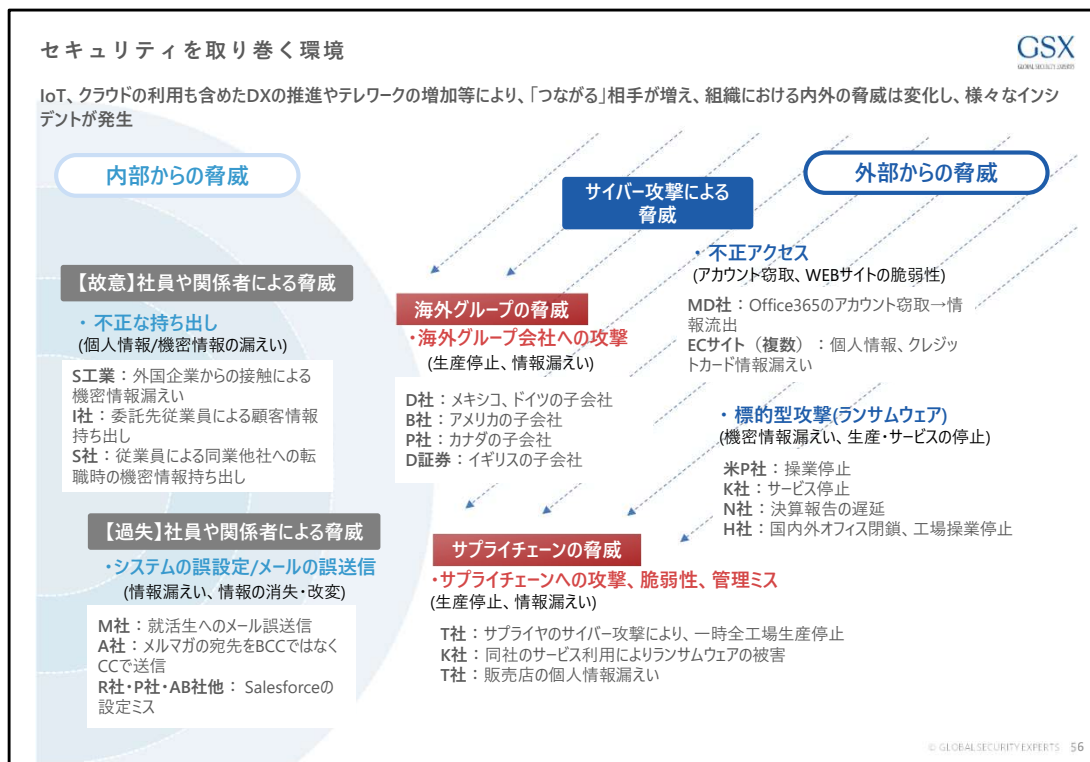 セキュリティを取り巻く環境
GSX
GLOBAL SECURITY EXPERTS
IoT、クラウドの利用も含めたDXの推進やテレワークの増加等により、「つながる」相手が増え、組織における内外の脅威は変化し、様々なインシ
デントが発生
内部からの脅威
外部からの脅威
サイバー攻撃による
脅威
【故意】社員や関係者による脅威
・不正な持ち出し
(個人情報/機密情報の漏えい)
S工業：外国企業からの接触による
機密情報漏えい
I社：委託先従業員による顧客情報
持ち出し
S社：従業員による同業他社への転
職時の機密情報持ち出し
【過失】社員や関係者による脅威
・システムの誤設定/メールの誤送信
(情報漏えい、情報の消失・改変)
M社：就活生へのメール誤送信
A社：メルマガの宛先をBCCではなく
CCで送信
R社・P社・AB社他： Salesforceの
設定ミス
海外グループの脅威
・海外グループ会社への攻撃
(生産停止、情報漏えい)
D社：メキシコ、ドイツの子会社
B社：アメリカの子会社
P社：カナダの子会社
D証券：イギリスの子会社
・不正アクセス
(アカウント窃取、WEBサイトの脆弱性)
MD社：Office365のアカウント窃取→情
報流出
ECサイト（複数）：個人情報、クレジッ
トカード情報漏えい
・標的型攻撃(ランサムウェア)
(機密情報漏えい、生産・サービスの停止)
米P社：操業停止
K社：サービス停止
N社：決算報告の遅延
H社：国内外オフィス閉鎖、工場操業停止
サプライチェーンの脅威
・サプライチェーンへの攻撃、脆弱性、管理ミス
(生産停止、情報漏えい)
T社：サプライヤのサイバー攻撃により、一時全工場生産停止
K社：同社のサービス利用によりランサムウェアの被害
T社：販売店の個人情報漏えい
© GLOBAL SECURITY EXPERTS 56